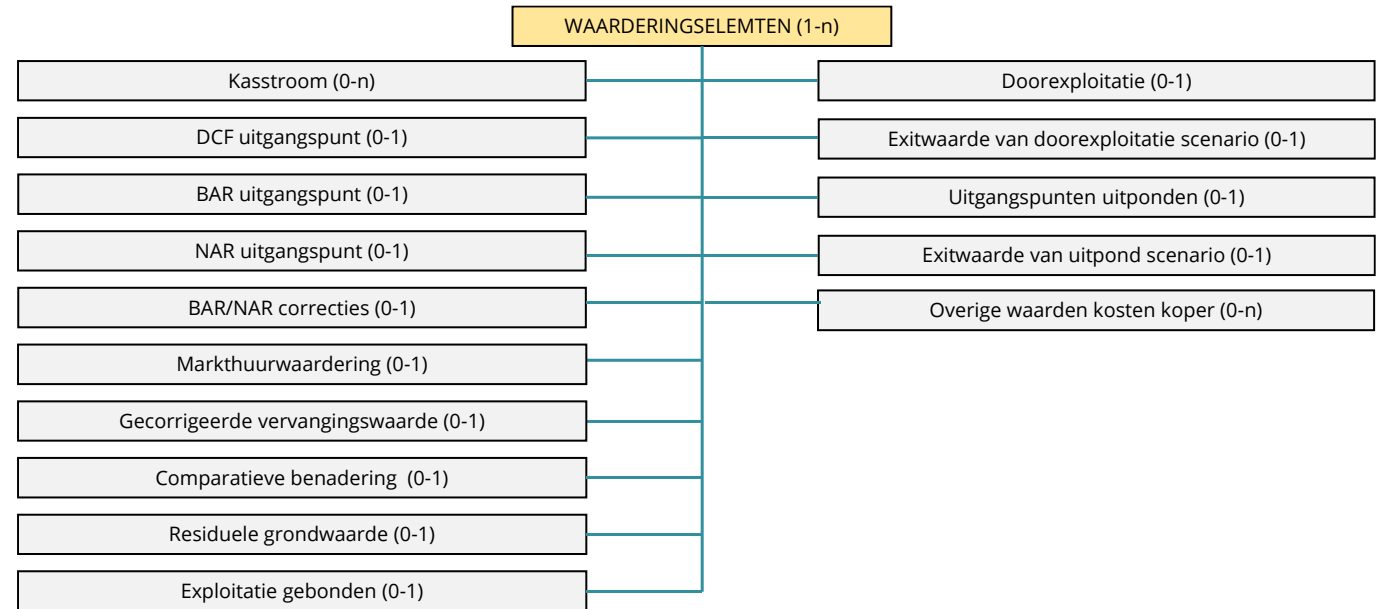 WAARDERINGSELEMTEN (1-n)
Kasstroom (0-n)
DCF uitgangspunt (0-1)
BAR uitgangspunt (0-1)
NAR uitgangspunt (0-1)
BAR/NAR correcties (0-1)
Markthuurwaardering (0-1)
Gecorrigeerde vervangingswaarde (0-1)
Comparatieve benadering (0-1)
Residuele grondwaarde (0-1)
Exploitatie gebonden (0-1)
Doorexploitatie (0-1)
Exitwaarde van doorexploitatie scenario (0-1)
Uitgangspunten uitponden (0-1)
Exitwaarde van uitpond scenario (0-1)
Overige waarden kosten koper (0-n)